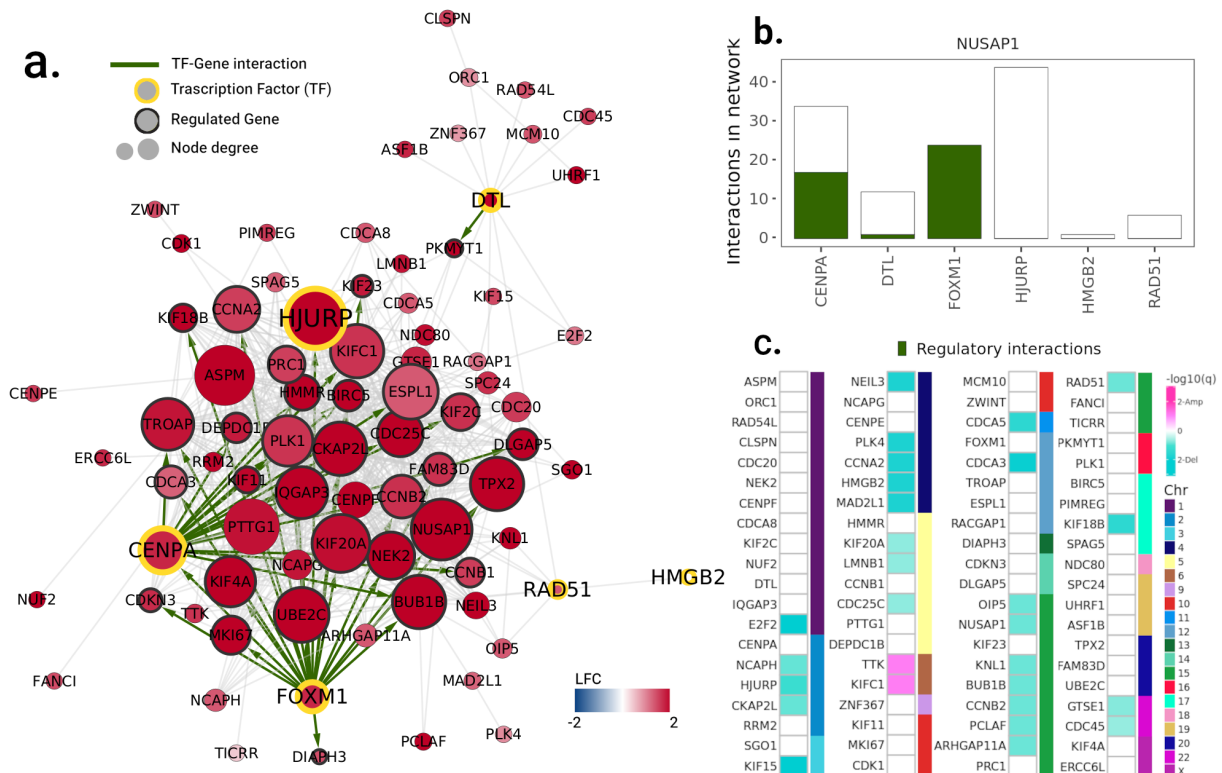 a.
TF-Gene interaction
Trascription Factor (TF)
Regulated Gene
Node degree
CLSPN
ORC1
RAD54L
CDC45
ZNF367
MCM10
ASF1B
UHRF1
DTL
ZWINT
CDK1
PIMREG
CDCA8
PKMYT1
LMNB1
SPAG5
KIF23
KIF15
CCNA2
CDCA5
KIF18B
HJURP
NDC80
E2F2
KIFC1
GTSE1
RACGAP1
PRC1
ASPM
SPC24
CENPE
HMMR
BIRC5
ESPL1
KIF2C
CDC20
TROAP
DEPDC1B
PLK1
CKAP2L
CDC25C
DLGAP5
ERCC6L
RRM2
FAM83D
SGO1
CDCA3
KIF11
TPX2
IQGAP3
CENPF
CCNB2
PTTG1
NUSAP1
KNL1
CENPA
KIF20A
NEK2
NCAPG
CCNB1
HMGB2
KIF4A
RAD51
NUF2
CDKN3
TTK
UBE2C
BUB1B
NEIL3
MKI67
ARHGAP11A
OIP5
FANCI
MAD2L1
FOXM1
NCAPH
LFC
-2
2
PLK4
PCLAF
TICRR
DIAPH3
b.
NUSAP1
Interactions in network
40
30
20
10
0
CENPA
DTL
FOXM1
HJURP
HMGB2
RAD51
c.
Regulatory interactions
ASPM
ORC1
RAD54L
CLSPN
CDC20
NEK2
CENPF
CDCA8
KIF2C
NUF2
DTL
IQGAP3
E2F2
CENPA
NCAPH
HJURP
CKAP2L
RRM2
SGO1
KIF15
NEIL3
NCAPG
CENPE
PLK4
CCNA2
HMGB2
MAD2L1
HMMR
KIF20A
LMNB1
CCNB1
CDC25C
PTTG1
DEPDC1B
TTK
KIFC1
ZNF367
KIF11
MKI67
CDK1
MCM10
ZWINT
CDCA5
FOXM1
CDCA3
TROAP
ESPL1
RACGAP1
DIAPH3
CDKN3
DLGAP5
OIP5
NUSAP1
KIF23
KNL1
BUB1B
CCNB2
PCLAF
ARHGAP11A
PRC1
RAD51
FANCI
TICRR
PKMYT1
PLK1
BIRC5
PIMREG
KIF18B
SPAG5
NDC80
SPC24
UHRF1
ASF1B
TPX2
FAM83D
UBE2C
GTSE1
CDC45
KIF4A
ERCC6L
-log10(q)
2-Amp
0
2-Del
Chr
1
2
3
4
5
6
9
10
11
12
13
14
15
16
17
18
19
20
22
X